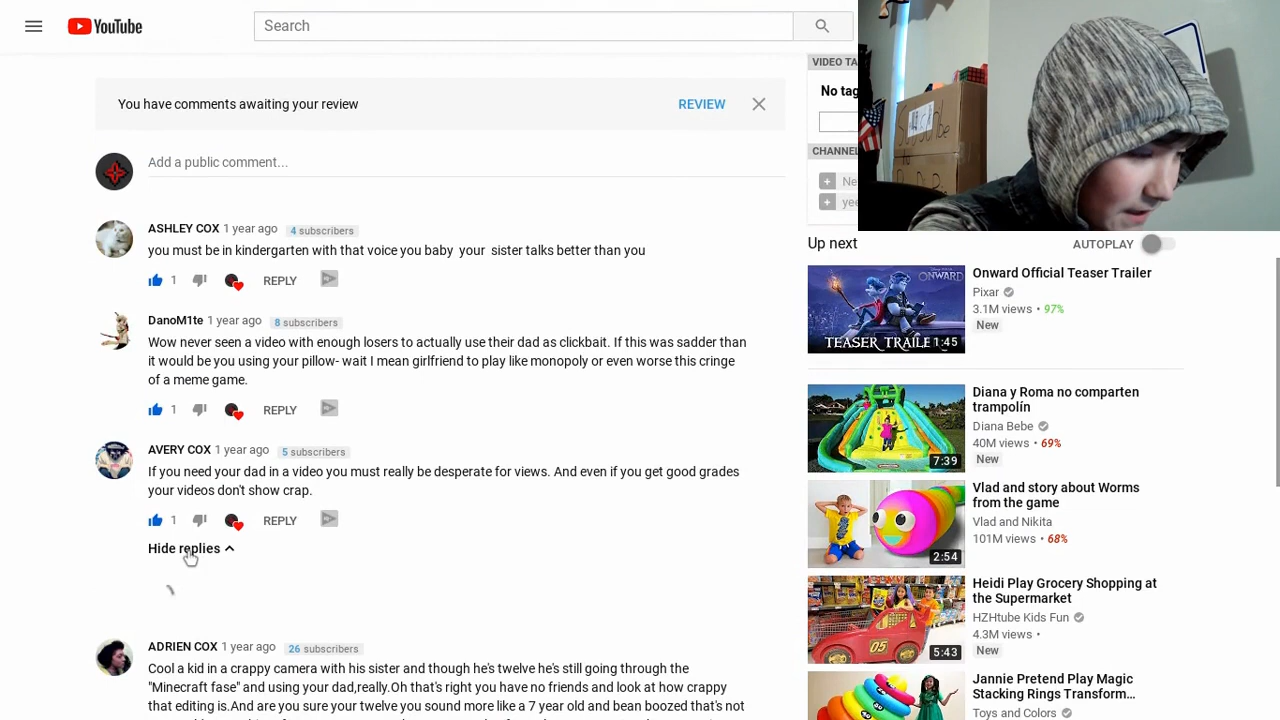 YouTube
Search
You have comments awaiting your review
REVIEW
Add a public comment...
ASHLEY COX 1 year ago 4 subscribers
you must be in kindergarten with that voice you baby your sister talks better than you
1 REPLY
DanoM1te 1 year ago 8 subscribers
Wow never seen a video with enough losers to actually use their dad as clickbait. If this was sadder than
it would be you using your pillow- wait I mean girlfriend to play like monopoly or even worse this cringe
of a meme game.
1 REPLY
AVERY COX 1 year ago 5 subscribers
If you need your dad in a video you must really be desperate for views. And even if you get good grades
your videos don't show crap.
1 REPLY
Hide replies
ADRIEN COX 1 year ago 26 subscribers
Cool a kid in a crappy camera with his sister and though he's twelve he's still going through the
"Minecraft fase" and using your dad,really.Oh that's right you have no friends and look at how crappy
that editing is.And are you sure your twelve you sound more like a 7 year old and bean boozed that's not
VIDEO TA
No tag
CHANNEL
Ne
yee
Up next
AUTOPLAY
ONWARD
TEASER TRAILE
1:45
Onward Official Teaser Trailer
Pixar
3.1M views • 97%
New
7:39
Diana y Roma no comparten
trampolín
Diana Bebe
40M views • 69%
New
2:54
Vlad and story about Worms
from the game
Vlad and Nikita
101M views • 68%
05
5:43
Heidi Play Grocery Shopping at
the Supermarket
HZHtube Kids Fun
4.3M views •
New
Jannie Pretend Play Magic
Stacking Rings Transform...
Toys and Colors